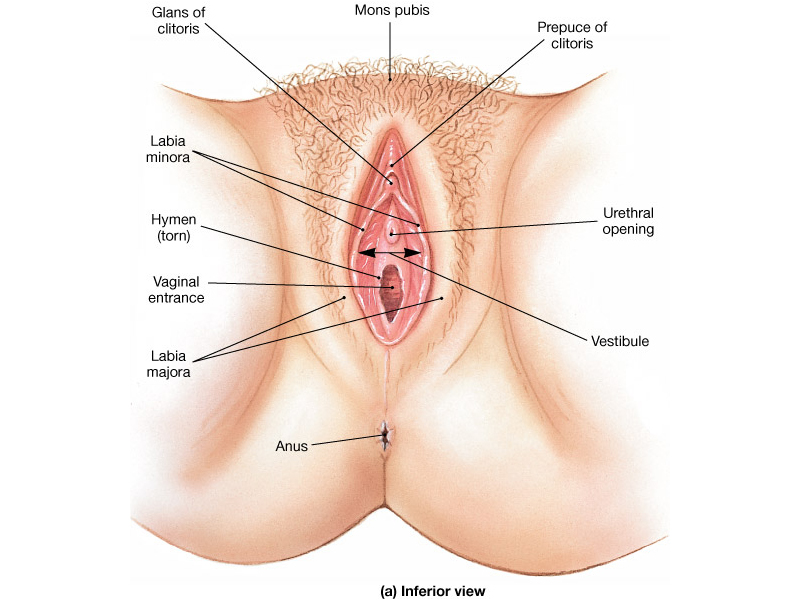 Glans of
clitoris
Mons pubis
Prepuce of
clitoris
Labia
minora
Hymen
(torn)
Urethral
opening
Vaginal
entrance
Vestibule
Labia
majora
Anus
(a) Inferior view